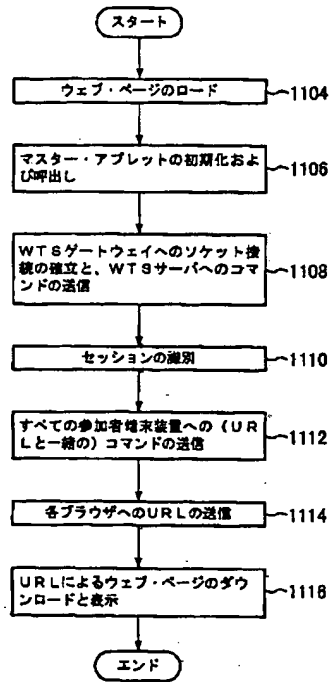 スタート
ウェブ・ページのロード
1104
マスター・アプレットの初期化およ
び呼出し
1106
WTSゲートウェイへのソケット接
続の確立と、WTSサーバへのコマ
ンドの送信
1108
セッションの識別
1110
すべての参加者端末装置への(UR
Lと一緒の)コマンドの送信
1112
各ブラウザへのURLの送信
1114
URLによるウェブ・ページのダウ
ンロードと表示
1116
エンド